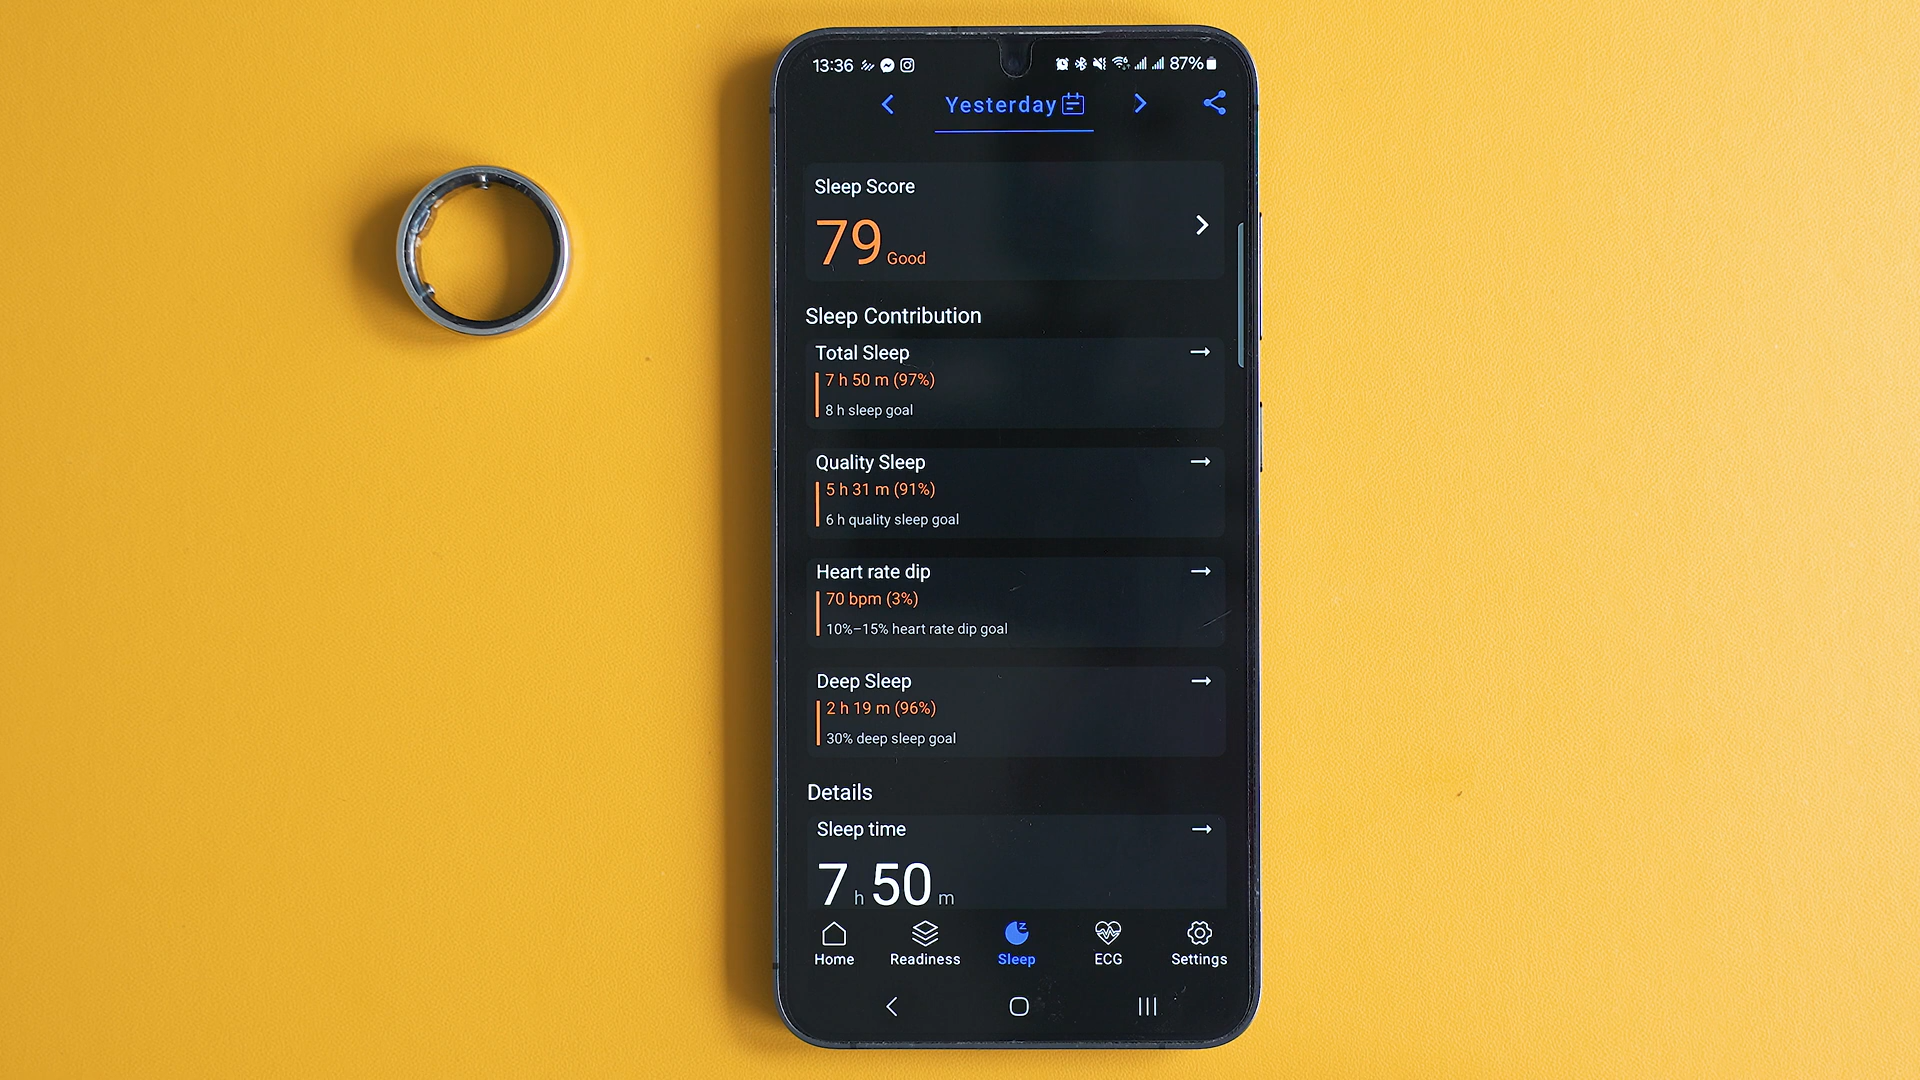 13:36 87%
Yesterday
Sleep Score
79 Good
Sleep Contribution
Total Sleep
7 h 50 m (97%)
8 h sleep goal
Quality Sleep
5 h 31 m (91%)
6 h quality sleep goal
Heart rate dip
70 bpm (3%)
10%–15% heart rate dip goal
Deep Sleep
2 h 19 m (96%)
30% deep sleep goal
Details
Sleep time
7 h 50 m
Home Readiness Sleep ECG Settings